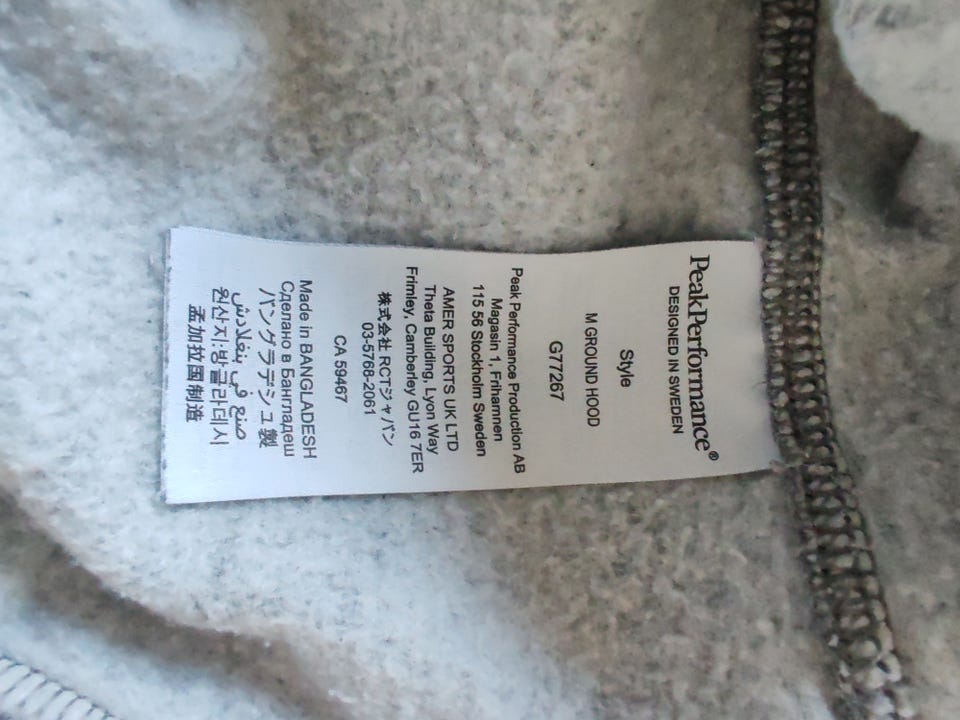 PeakPerformance®
DESIGNED IN SWEDEN
Style
M GROUND HOOD
G77267
Peak Performance Production AB
Magasin 1, Frihamnen
115 56 Stockholm Sweden
AMER SPORTS UK LTD
Theta Building, Lyon Way
Frimley, Camberley GU16 7ER
株式会社 RCTジャパン
03-5768-2061
CA 59467
Made in BANGLADESH
Сделано в Бангладеш
バングラデシュ製
صنع في بنغلادش
원산지:방글라데시
孟加拉国制造